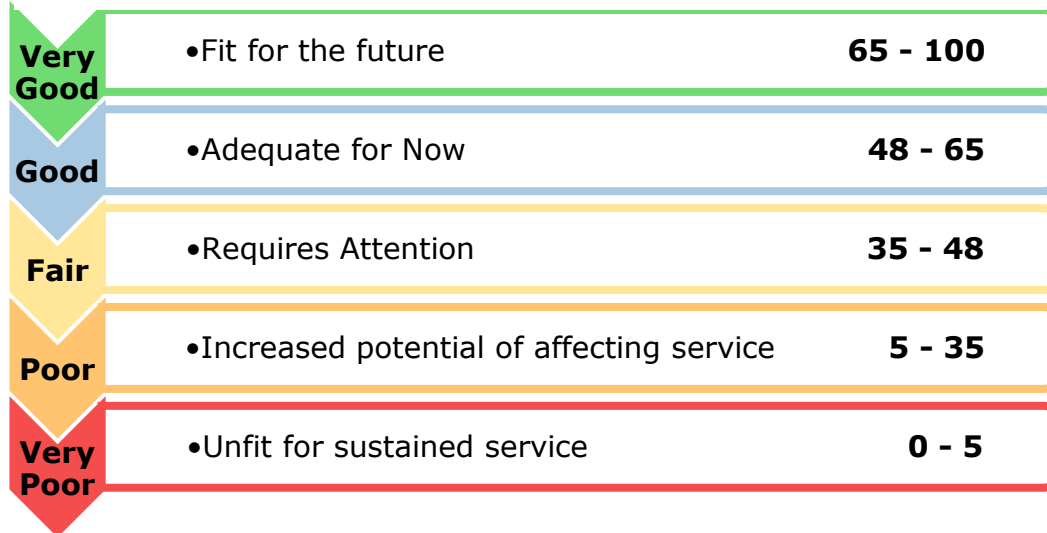 Very
Good
•Fit for the future 65 - 100
Good
•Adequate for Now 48 - 65
Fair
•Requires Attention 35 - 48
Poor
•Increased potential of affecting service 5 - 35
Very
Poor
•Unfit for sustained service 0 - 5